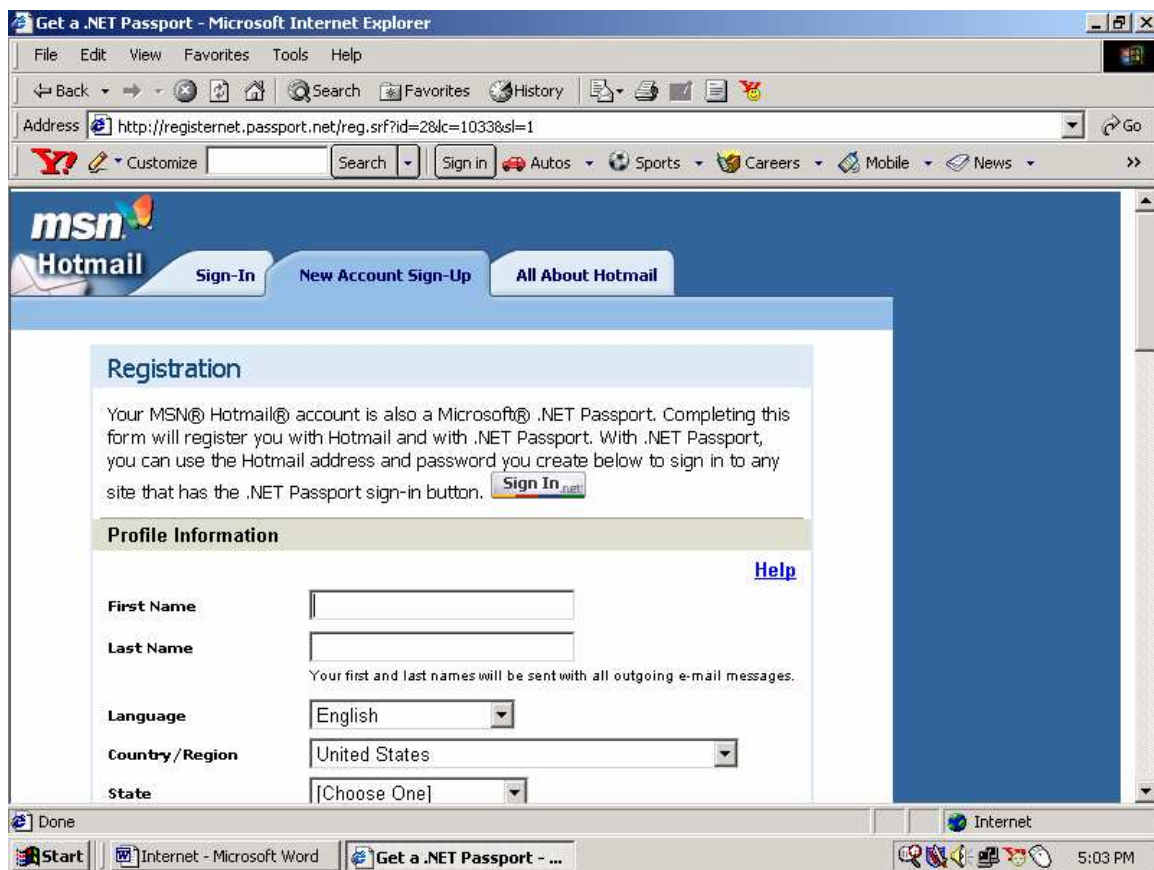 Get a .NET Passport - Microsoft Internet Explorer
File Edit View Favorites Tools Help
Back Search Favorites History
Address http://registernet.passport.net/reg.srf?id=2&lc=1033&sl=1 Go
Y! Customize Search Sign in Autos Sports Careers Mobile News »
msn
Hotmail Sign-In New Account Sign-Up All About Hotmail
Registration
Your MSN® Hotmail® account is also a Microsoft® .NET Passport. Completing this
form will register you with Hotmail and with .NET Passport. With .NET Passport,
you can use the Hotmail address and password you create below to sign in to any
site that has the .NET Passport sign-in button. Sign In .net
Profile Information
Help
First Name
Last Name
Your first and last names will be sent with all outgoing e-mail messages.
Language English
Country/Region United States
State [Choose One]
Done Internet
Start Internet - Microsoft Word Get a .NET Passport - ... 5:03 PM